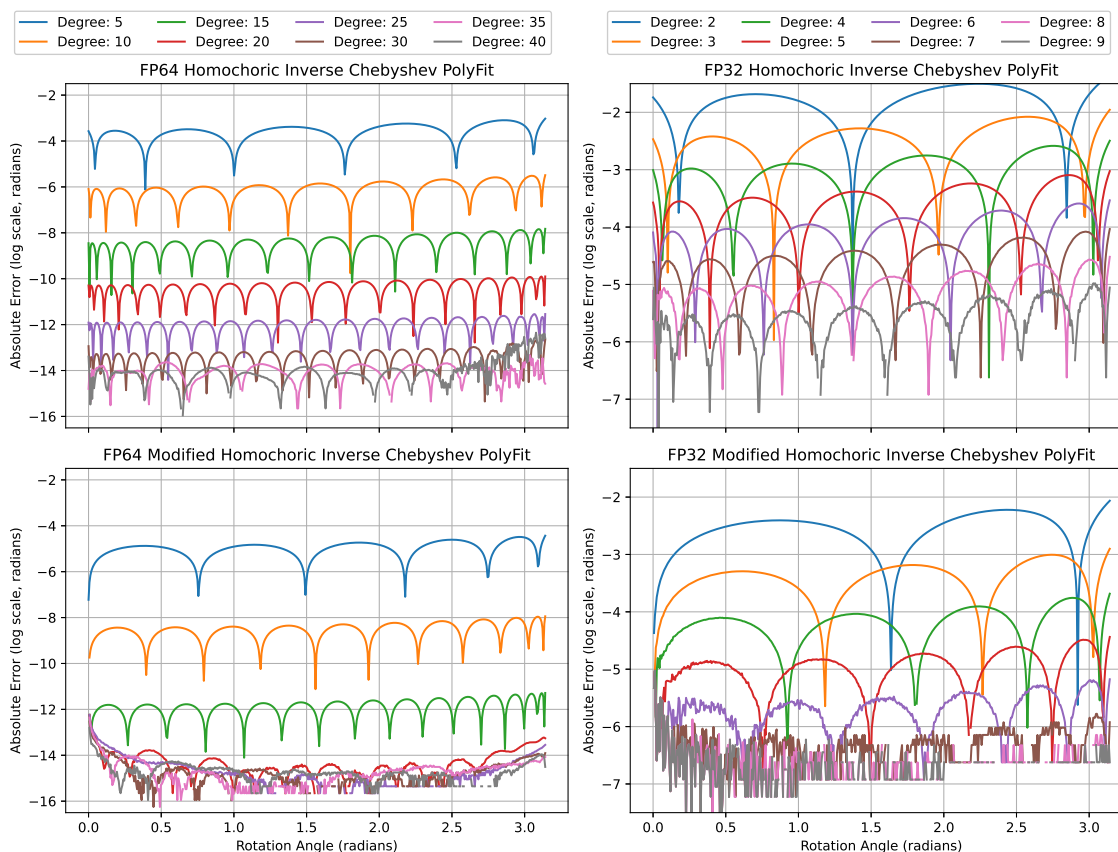 Degree: 5 Degree: 15 Degree: 25 Degree: 35
Degree: 10 Degree: 20 Degree: 30 Degree: 40
FP64 Homochoric Inverse Chebyshev PolyFit
Absolute Error (log scale, radians)
−2
−4
−6
−8
−10
−12
−14
−16
Degree: 2 Degree: 4 Degree: 6 Degree: 8
Degree: 3 Degree: 5 Degree: 7 Degree: 9
FP32 Homochoric Inverse Chebyshev PolyFit
Absolute Error (log scale, radians)
−2
−3
−4
−5
−6
−7
FP64 Modified Homochoric Inverse Chebyshev PolyFit
Absolute Error (log scale, radians)
−2
−4
−6
−8
−10
−12
−14
−16
0.0 0.5 1.0 1.5 2.0 2.5 3.0
Rotation Angle (radians)
FP32 Modified Homochoric Inverse Chebyshev PolyFit
Absolute Error (log scale, radians)
−2
−3
−4
−5
−6
−7
0.0 0.5 1.0 1.5 2.0 2.5 3.0
Rotation Angle (radians)